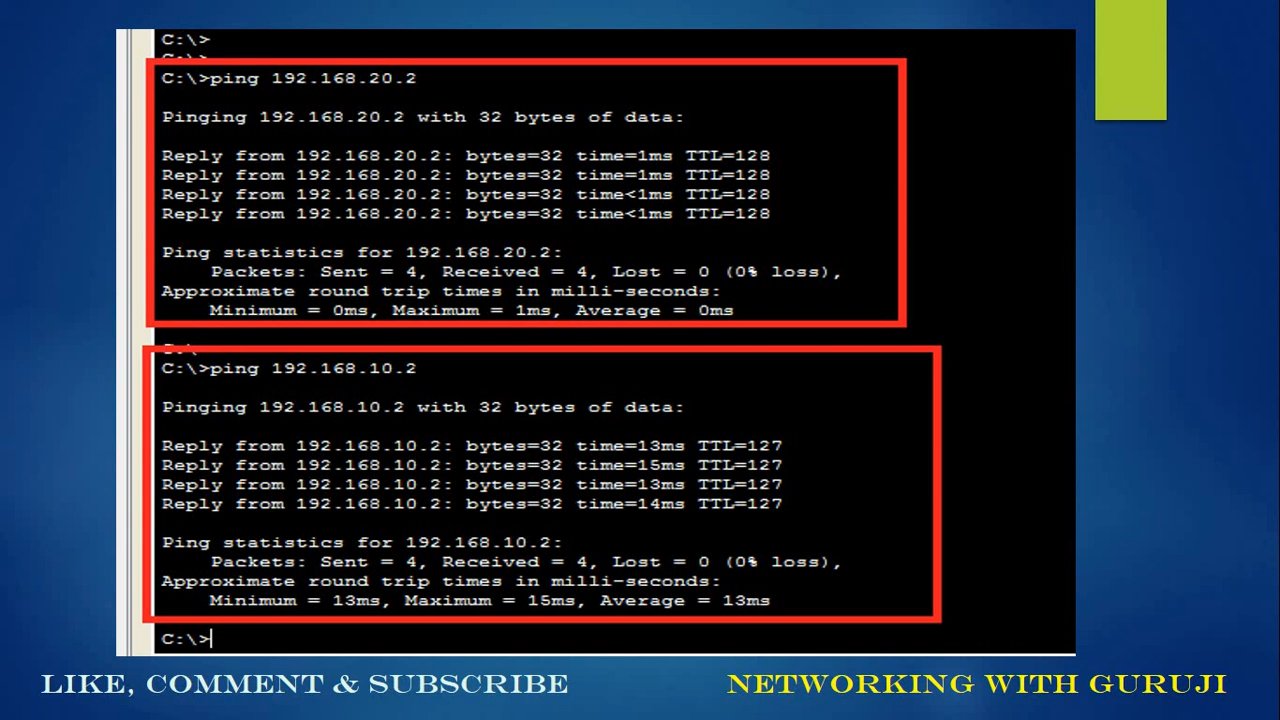 C:\>
C:\>
C:\>ping 192.168.20.2
Pinging 192.168.20.2 with 32 bytes of data:
Reply from 192.168.20.2: bytes=32 time=1ms TTL=128
Reply from 192.168.20.2: bytes=32 time=1ms TTL=128
Reply from 192.168.20.2: bytes=32 time<1ms TTL=128
Reply from 192.168.20.2: bytes=32 time<1ms TTL=128
Ping statistics for 192.168.20.2:
Packets: Sent = 4, Received = 4, Lost = 0 (0% loss),
Approximate round trip times in milli-seconds:
Minimum = 0ms, Maximum = 1ms, Average = 0ms
C:\
C:\>ping 192.168.10.2
Pinging 192.168.10.2 with 32 bytes of data:
Reply from 192.168.10.2: bytes=32 time=13ms TTL=127
Reply from 192.168.10.2: bytes=32 time=15ms TTL=127
Reply from 192.168.10.2: bytes=32 time=13ms TTL=127
Reply from 192.168.10.2: bytes=32 time=14ms TTL=127
Ping statistics for 192.168.10.2:
Packets: Sent = 4, Received = 4, Lost = 0 (0% loss),
Approximate round trip times in milli-seconds:
Minimum = 13ms, Maximum = 15ms, Average = 13ms
C:\>
LIKE, COMMENT & SUBSCRIBE
NETWORKING WITH GURUJI